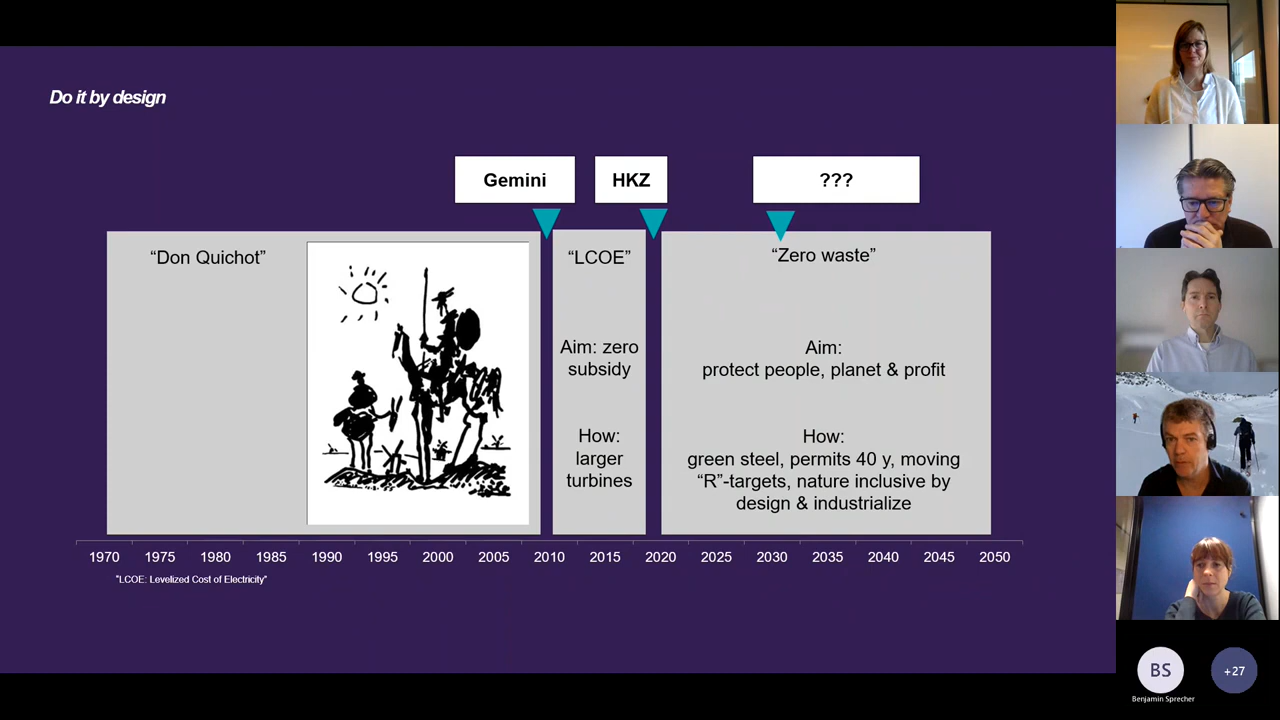 Do it by design
Gemini
HKZ
???
“Don Quichot”
“LCOE”
Aim: zero
subsidy
How:
larger
turbines
“Zero waste”
Aim:
protect people, planet & profit
How:
green steel, permits 40 y, moving
“R”-targets, nature inclusive by
design & industrialize
1970 1975 1980 1985 1990 1995 2000 2005 2010 2015 2020 2025 2030 2035 2040 2045 2050
"LCOE: Levelized Cost of Electricity"
BS
+27
Benjamin Sprecher